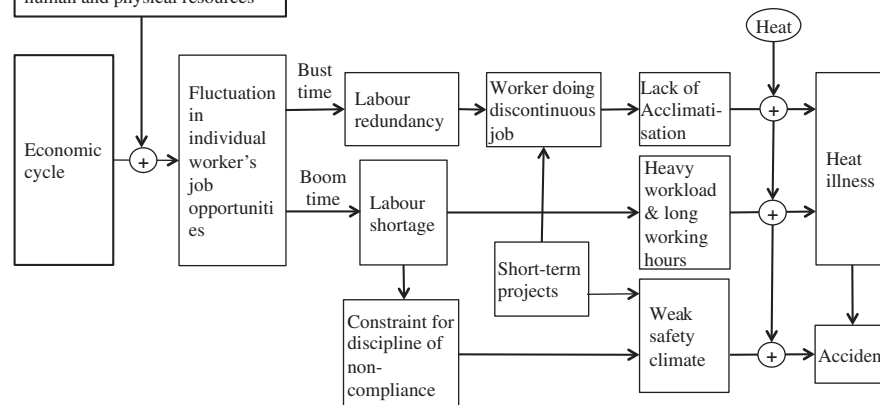 human and physical resources
Heat
Economic
cycle
+
Fluctuation
in
individual
worker's
job
opportuniti
es
Bust
time
Labour
redundancy
Worker doing
discontinuous
job
Lack of
Acclimati-
sation
+
Heat
illness
Boom
time
Labour
shortage
Heavy
workload
& long
working
hours
+
Short-term
projects
Constraint for
discipline of
non-
compliance
Weak
safety
climate
+
Acciden